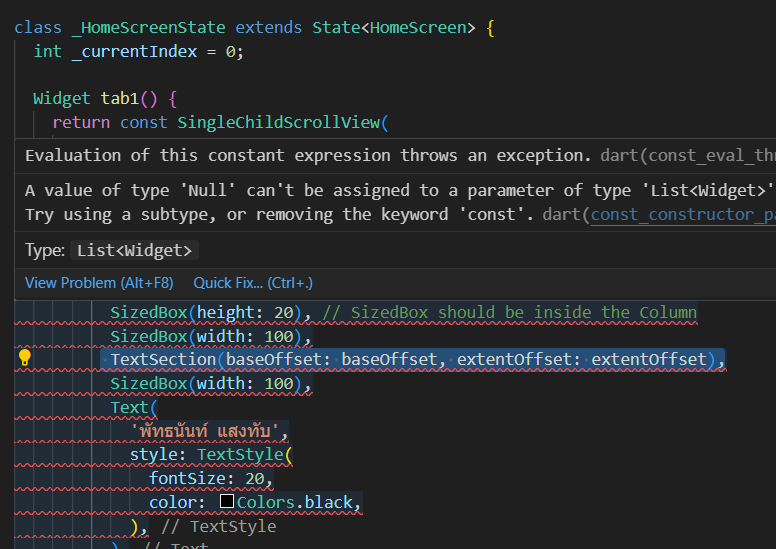 class _HomeScreenState extends State<HomeScreen> {
int _currentIndex = 0;
Widget tab1() {
return const SingleChildScrollView(
Evaluation of this constant expression throws an exception. dart(const_eval_thr
A value of type 'Null' can't be assigned to a parameter of type 'List<Widget>'
Try using a subtype, or removing the keyword 'const'. dart(const_constructor_pa
Type: List<Widget>
View Problem (Alt+F8) Quick Fix... (Ctrl+.)
SizedBox(height: 20), // SizedBox should be inside the Column
SizedBox(width: 100),
TextSection(baseOffset: baseOffset, extentOffset: extentOffset),
SizedBox(width: 100),
Text(
'พัทธนันท์ แสงทับ',
style: TextStyle(
fontSize: 20,
color: Colors.black,
), // TextStyle
), // Text